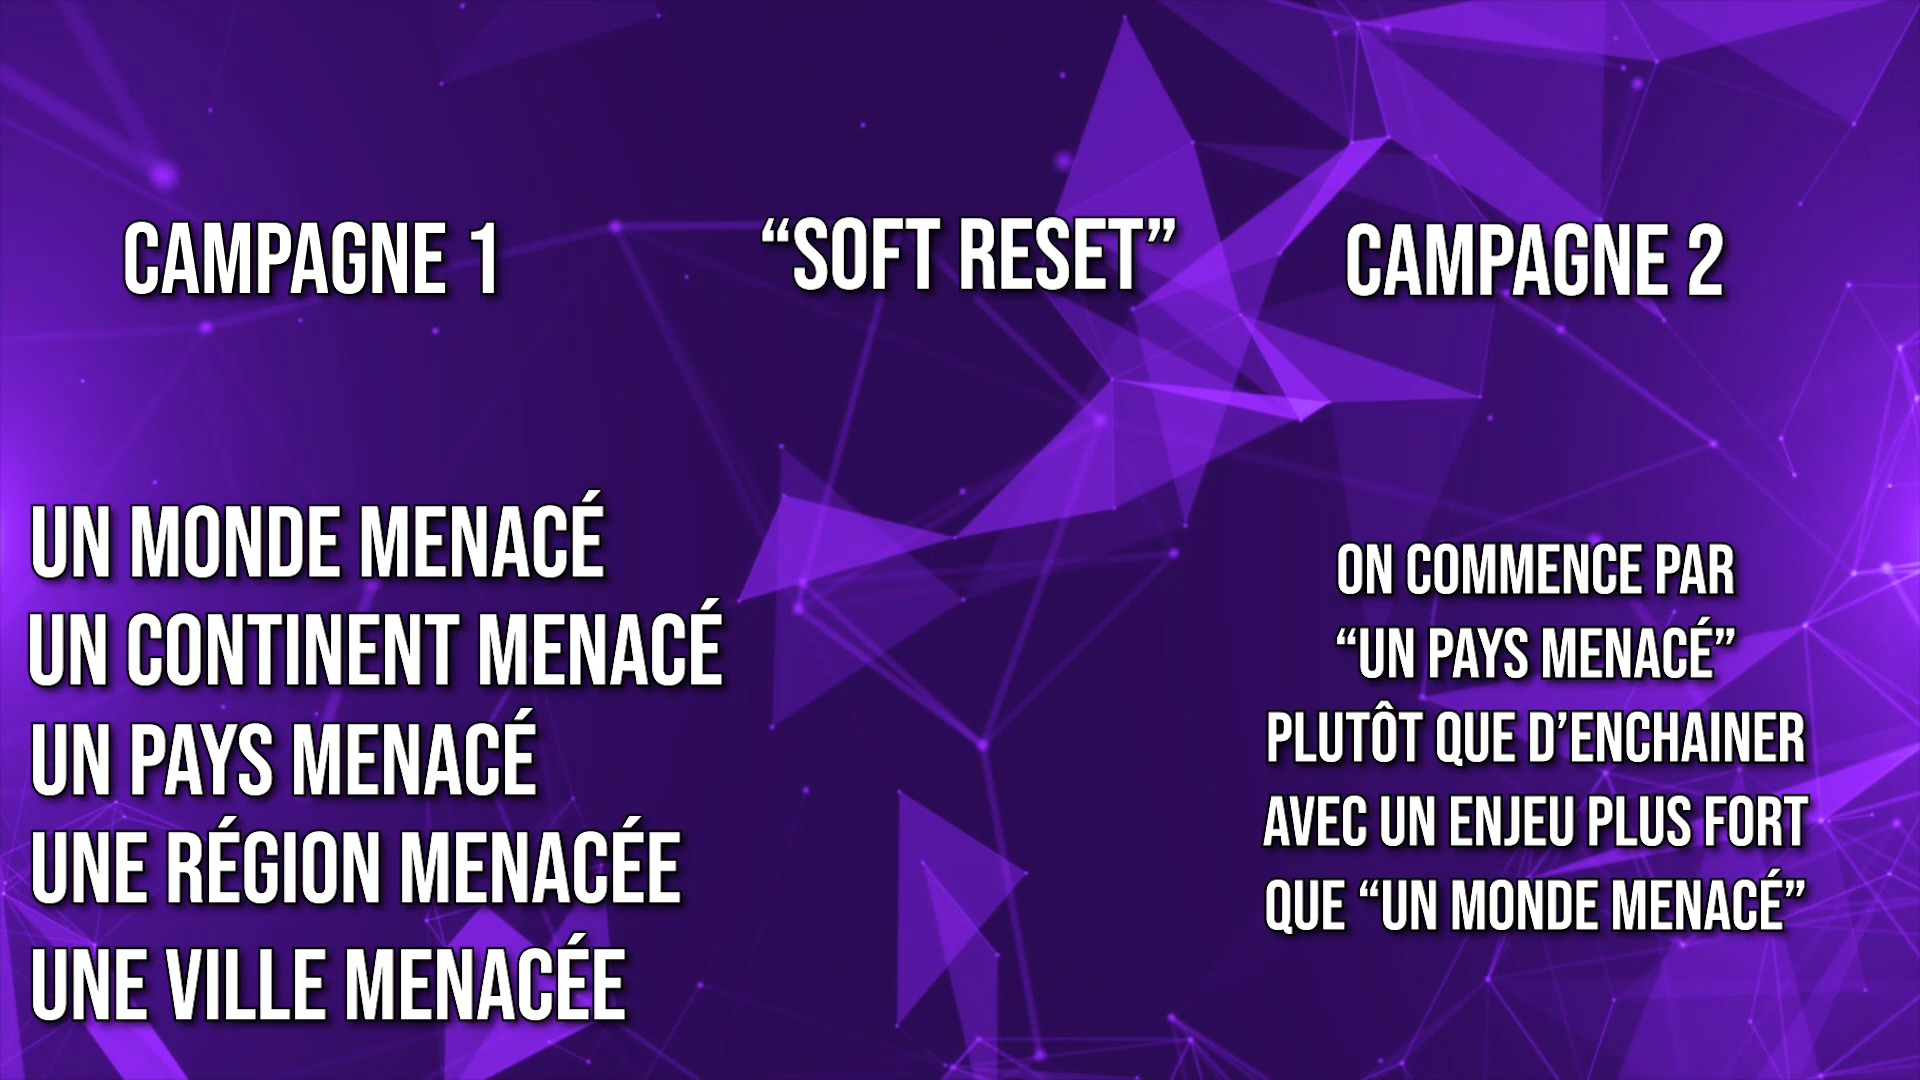 CAMPAGNE 1
“SOFT RESET”
CAMPAGNE 2
UN MONDE MENACÉ
UN CONTINENT MENACÉ
UN PAYS MENACÉ
UNE RÉGION MENACÉE
UNE VILLE MENACÉE
ON COMMENCE PAR
“UN PAYS MENACÉ”
PLUTÔT QUE D’ENCHAINER
AVEC UN ENJEU PLUS FORT
QUE “UN MONDE MENACÉ”